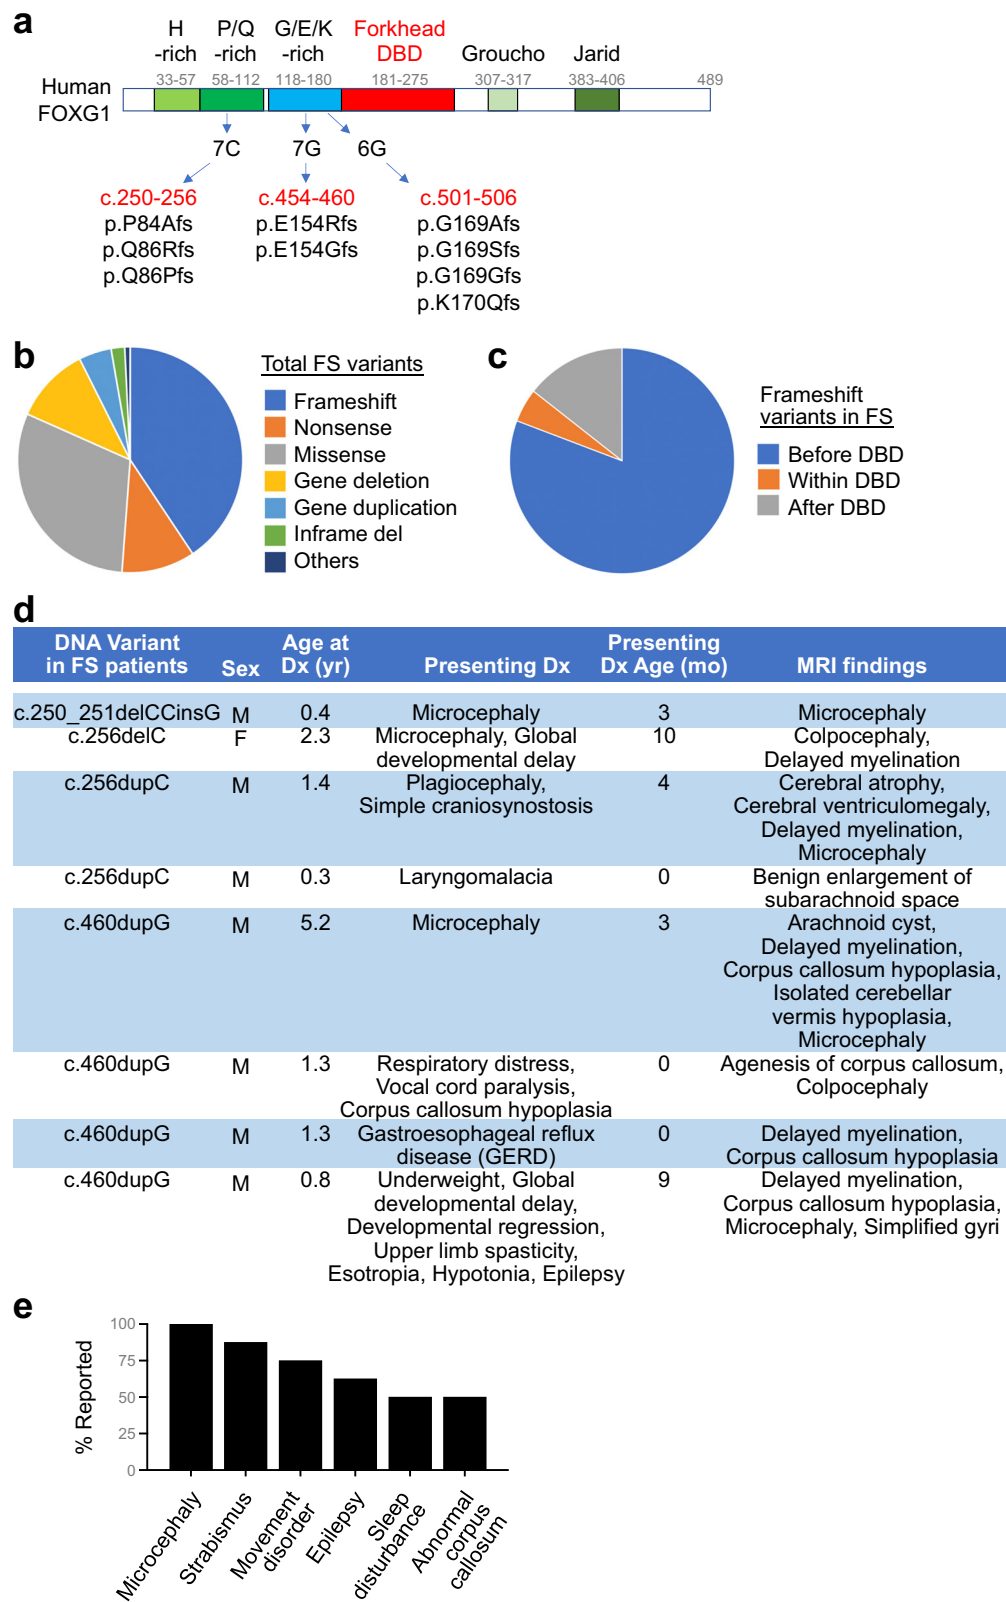 a
H
-rich
P/Q
-rich
G/E/K
-rich
Forkhead
DBD
Groucho
Jarid
33-57 58-112 118-180 181-275 307-317 383-406 489
Human
FOXG1
7C 7G 6G
c.250-256
p.P84Afs
p.Q86Rfs
p.Q86Pfs
c.454-460
p.E154Rfs
p.E154Gfs
c.501-506
p.G169Afs
p.G169Sfs
p.G169Gfs
p.K170Qfs
b
Total FS variants
Frameshift
Nonsense
Missense
Gene deletion
Gene duplication
Inframe del
Others
c
Frameshift
variants in FS
Before DBD
Within DBD
After DBD
d
DNA Variant
in FS patients
Sex
Age at
Dx (yr)
Presenting Dx
Presenting
Dx Age (mo)
MRI findings
c.250_251delCCinsG M 0.4 Microcephaly 3 Microcephaly
c.256delC F 2.3 Microcephaly, Global 10 Colpocephaly,
developmental delay Delayed myelination
c.256dupC M 1.4 Plagiocephaly, 4 Cerebral atrophy,
Simple craniosynostosis Cerebral ventriculomegaly,
Delayed myelination,
Microcephaly
c.256dupC M 0.3 Laryngomalacia 0 Benign enlargement of
subarachnoid space
c.460dupG M 5.2 Microcephaly 3 Arachnoid cyst,
Delayed myelination,
Corpus callosum hypoplasia,
Isolated cerebellar
vermis hypoplasia,
Microcephaly
c.460dupG M 1.3 Respiratory distress, 0 Agenesis of corpus callosum,
Vocal cord paralysis, Colpocephaly
Corpus callosum hypoplasia
c.460dupG M 1.3 Gastroesophageal reflux 0 Delayed myelination,
disease (GERD) Corpus callosum hypoplasia
c.460dupG M 0.8 Underweight, Global 9 Delayed myelination,
developmental delay, Corpus callosum hypoplasia,
Developmental regression, Microcephaly, Simplified gyri
Upper limb spasticity,
Esotropia, Hypotonia, Epilepsy
e
% Reported
100
75
50
25
0
Microcephaly
Strabismus
Movement
disorder
Epilepsy
Sleep
disturbance
Abnormal
corpus
callosum